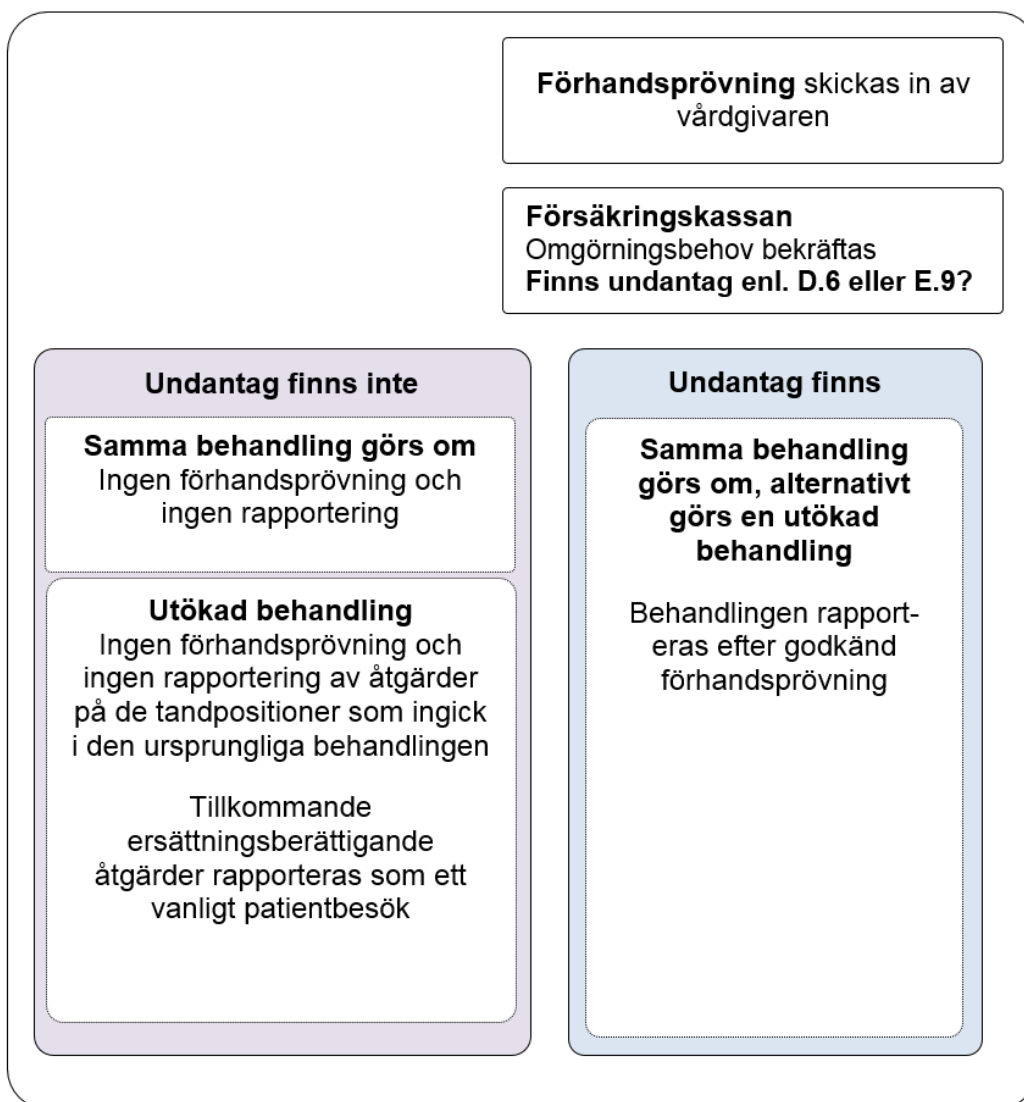 Förhandsprövning skickas in av
vårdgivaren
Försäkringskassan
Omgörningsbehov bekräftas
Finns undantag enl. D.6 eller E.9?
Undantag finns inte
Samma behandling görs om
Ingen förhandsprövning och
ingen rapportering
Utökad behandling
Ingen förhandsprövning och
ingen rapportering av åtgärder
på de tandpositioner som ingick
i den ursprungliga behandlingen
Tillkommande
ersättningsberättigande
åtgärder rapporteras som ett
vanligt patientbesök
Undantag finns
Samma behandling
görs om, alternativt
görs en utökad
behandling
Behandlingen rapport-
eras efter godkänd
förhandsprövning